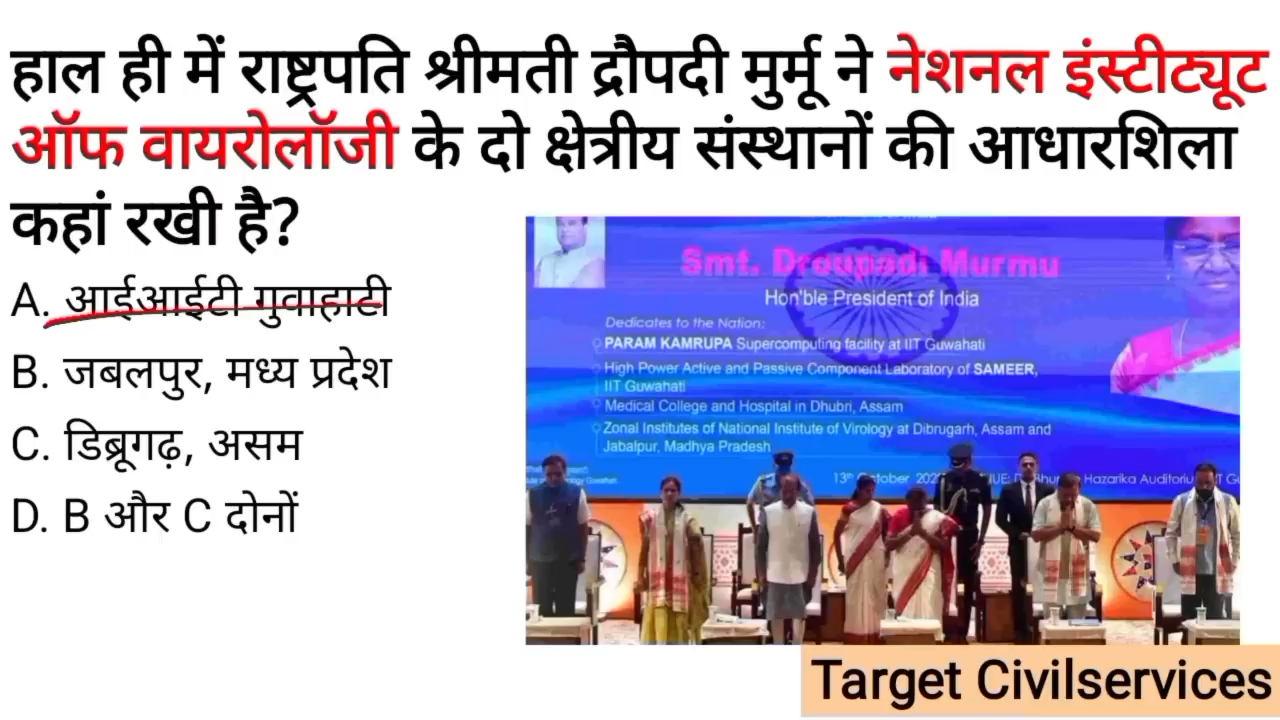 हाल ही में राष्ट्रपति श्रीमती द्रौपदी मुर्मू ने नेशनल इंस्टीट्यूट
ऑफ वायरोलॉजी के दो क्षेत्रीय संस्थानों की आधारशिला
कहां रखी है?
A. आईआईटी गुवाहाटी
B. जबलपुर, मध्य प्रदेश
C. डिब्रूगढ़, असम
D. B और C दोनों
Smt. Droupadi Murmu
Hon'ble President of India
Dedicates to the Nation:
PARAM KAMRUPA Supercomputing facility at IIT Guwahati
High Power Active and Passive Component Laboratory of SAMEER,
IIT Guwahati
Medical College and Hospital in Dhubri, Assam
Zonal Institutes of National Institute of Virology at Dibrugarh, Assam and
Jabalpur, Madhya Pradesh
13th October Hazarika
Target Civilservices